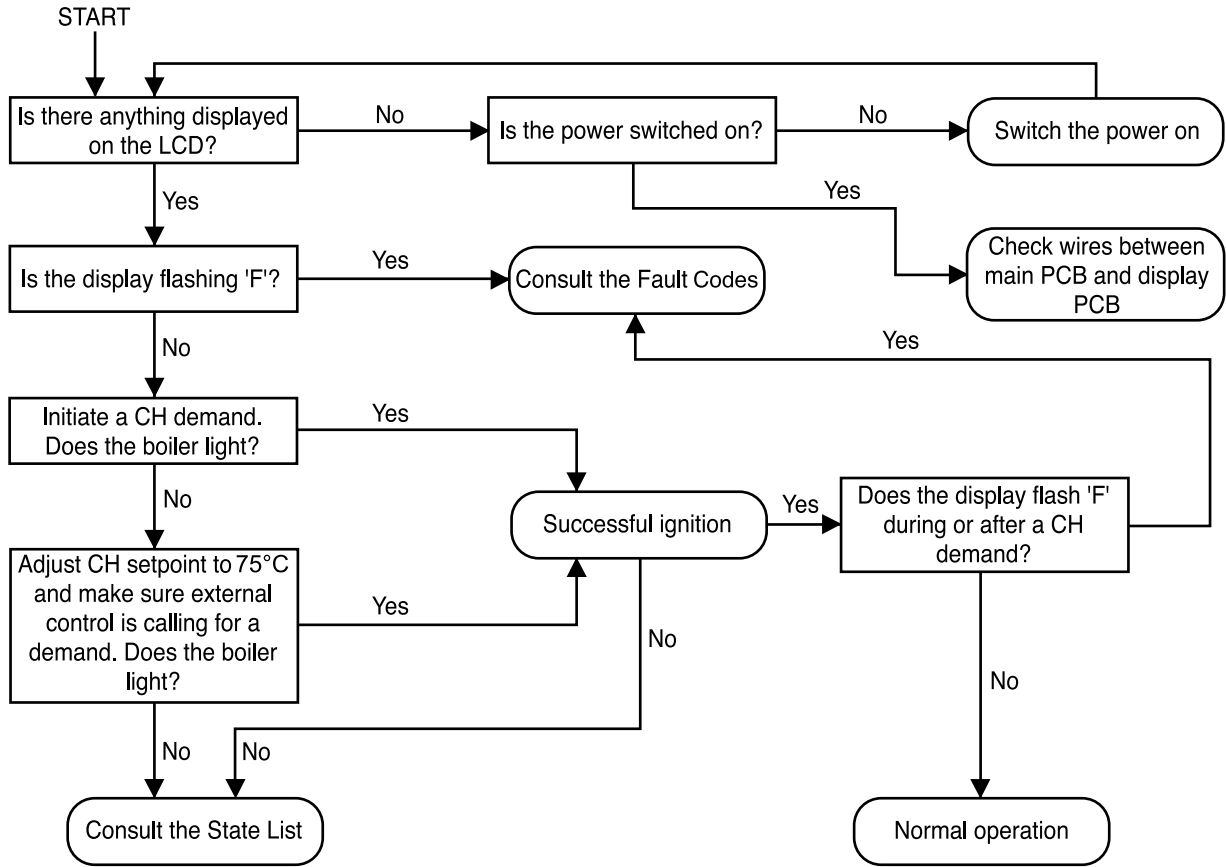 START
Is there anything displayed
on the LCD?
No
Is the power switched on?
No
Switch the power on
Yes
Yes
Is the display flashing 'F'?
Yes
Consult the Fault Codes
Check wires between
main PCB and display
PCB
No
Yes
Initiate a CH demand.
Does the boiler light?
Yes
No
Successful ignition
Yes
Does the display flash 'F'
during or after a CH
demand?
Adjust CH setpoint to 75°C
and make sure external
control is calling for a
demand. Does the boiler
light?
Yes
No
No
No
No
Consult the State List
Normal operation